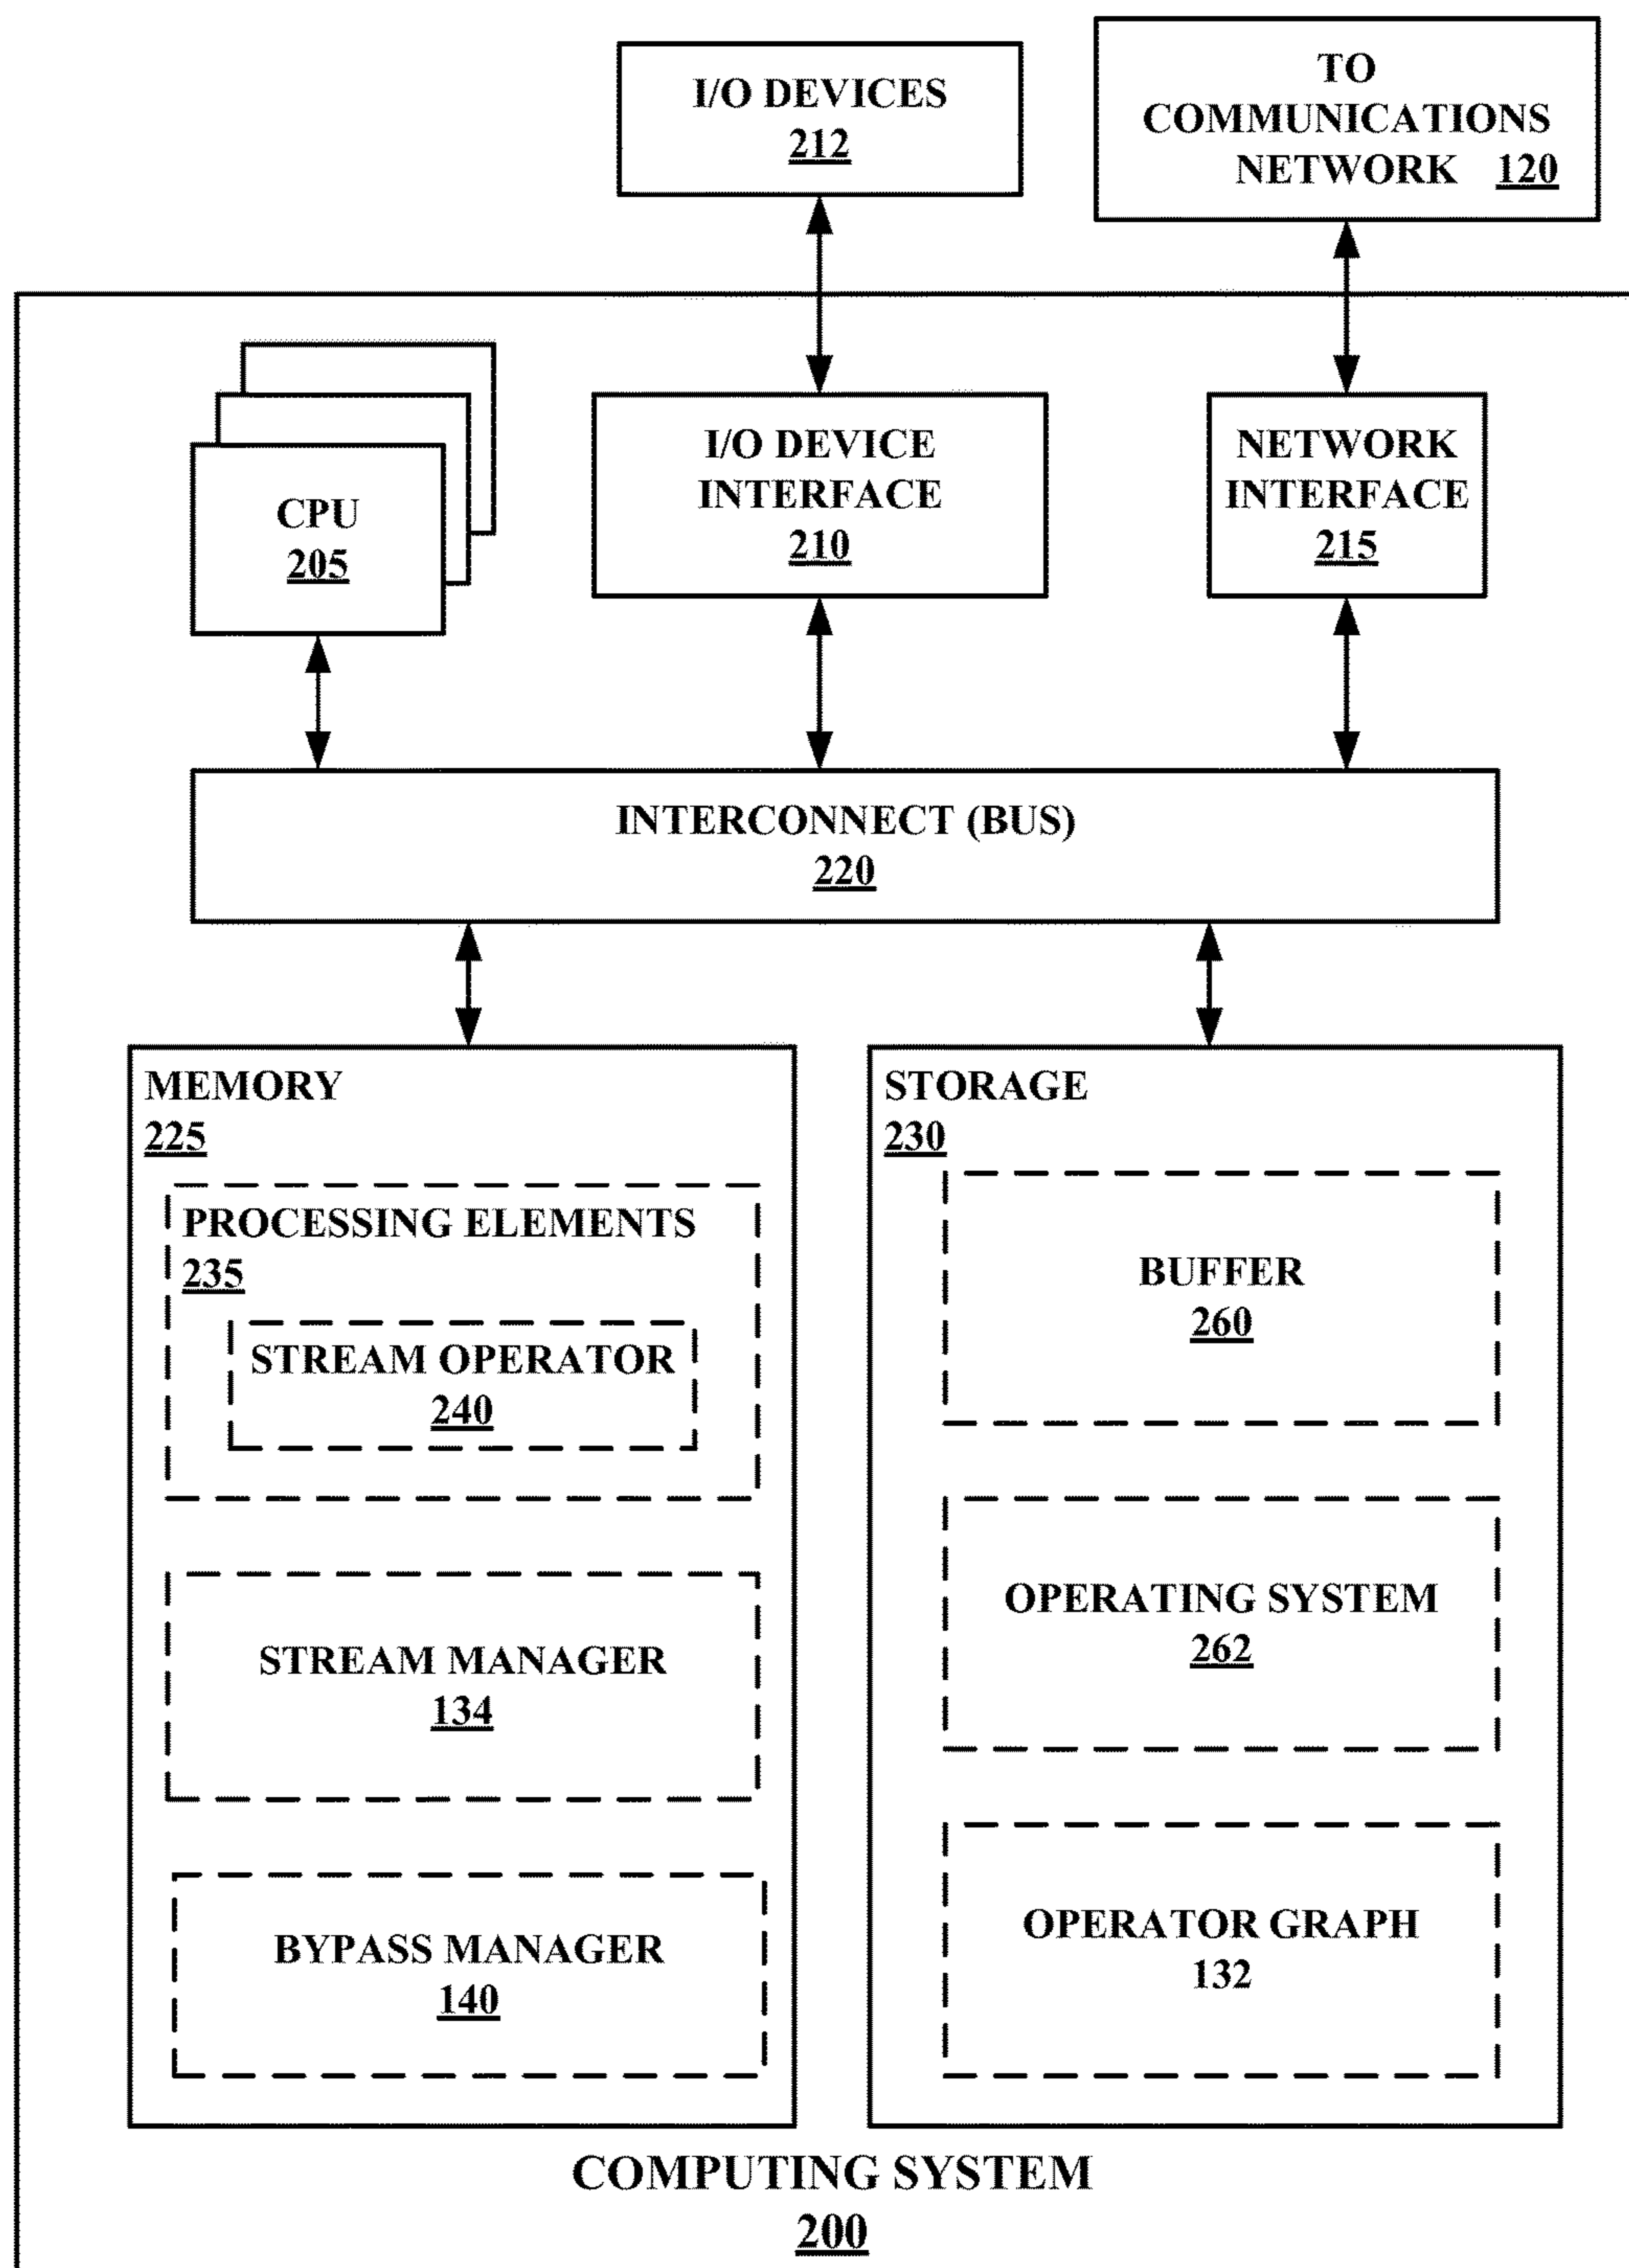 I/O DEVICES
212
TO
COMMUNICATIONS
NETWORK 120
CPU
205
I/O DEVICE
INTERFACE
210
NETWORK
INTERFACE
215
INTERCONNECT (BUS)
220
MEMORY
225
PROCESSING ELEMENTS
235
STREAM OPERATOR
240
STREAM MANAGER
134
BYPASS MANAGER
140
STORAGE
230
BUFFER
260
OPERATING SYSTEM
262
OPERATOR GRAPH
132
COMPUTING SYSTEM
200